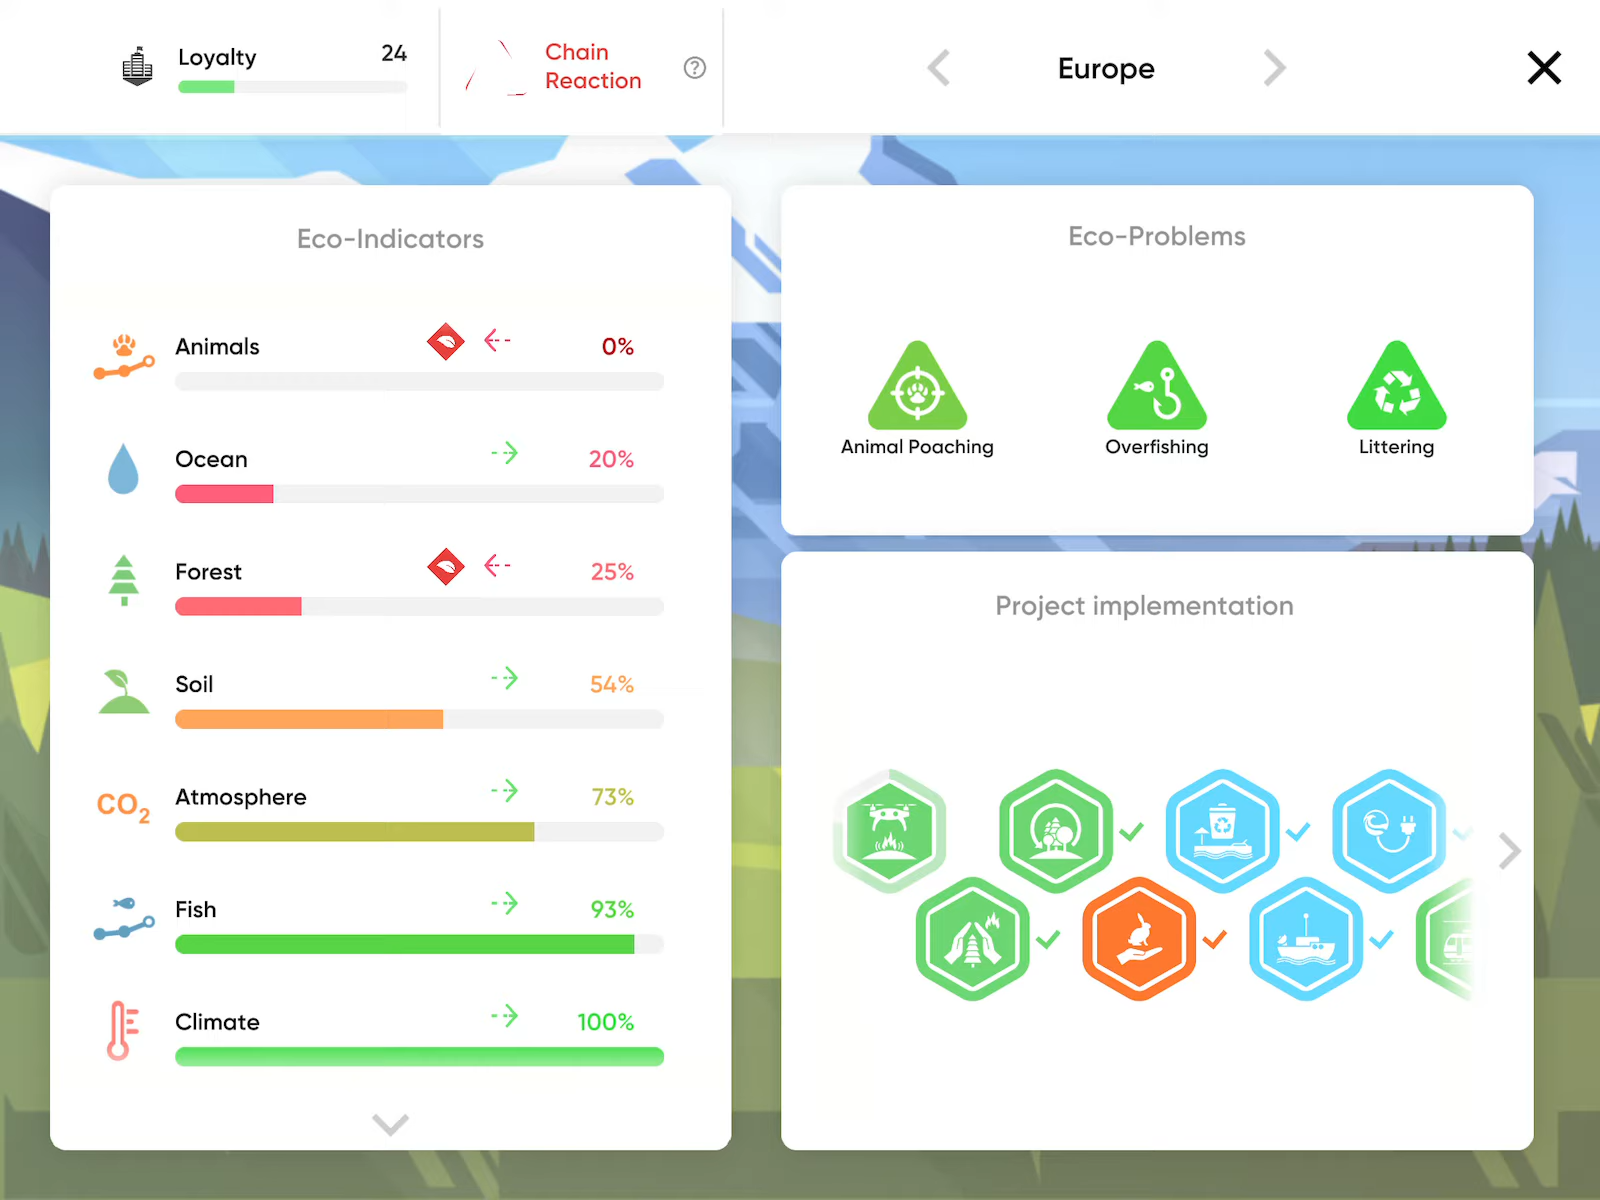 Loyalty 24
Chain
Reaction
?
Europe
Eco-Indicators
Animals 0%
Ocean 20%
Forest 25%
Soil 54%
CO2 Atmosphere 73%
Fish 93%
Climate 100%
Eco-Problems
Animal Poaching Overfishing Littering
Project implementation